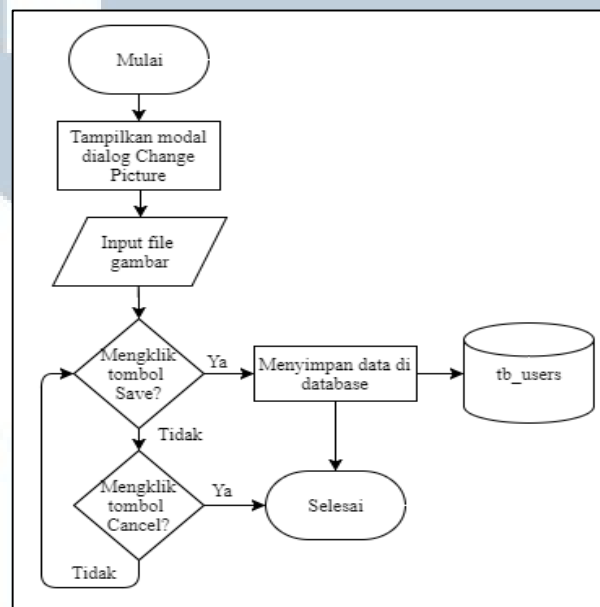 Mulai
Tampilkan modal
dialog Change
Picture
Input file
gambar
Mengklik
tombol
Save?
Ya
Menyimpan data di
database
tb_users
Tidak
Mengklik
tombol
Cancel?
Ya
Selesai
Tidak